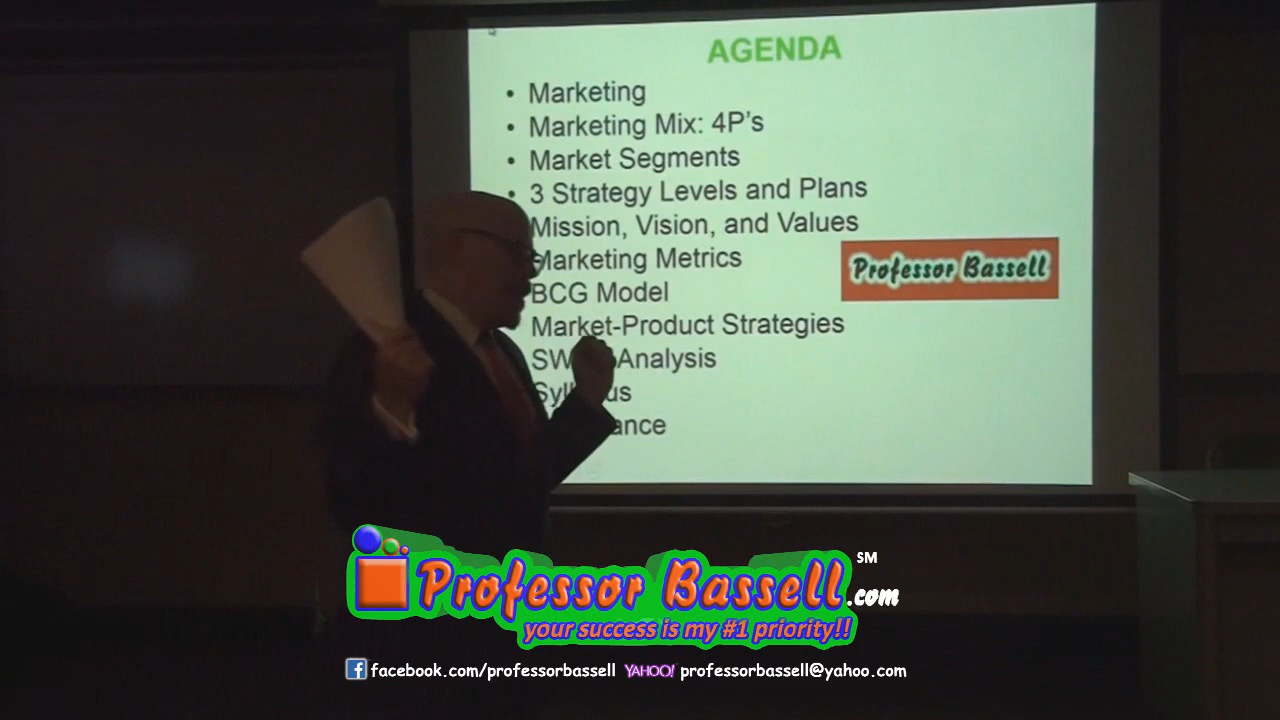 AGENDA
• Marketing
• Marketing Mix: 4P's
• Market Segments
• 3 Strategy Levels and Plans
Mission, Vision, and Values
Marketing Metrics
Professor Bassell
BCG Model
Market-Product Strategies
Analysis
Professor Bassell.com SM
your success is my #1 priority!!
facebook.com/professorbassell YAHOO! professorbassell@yahoo.com